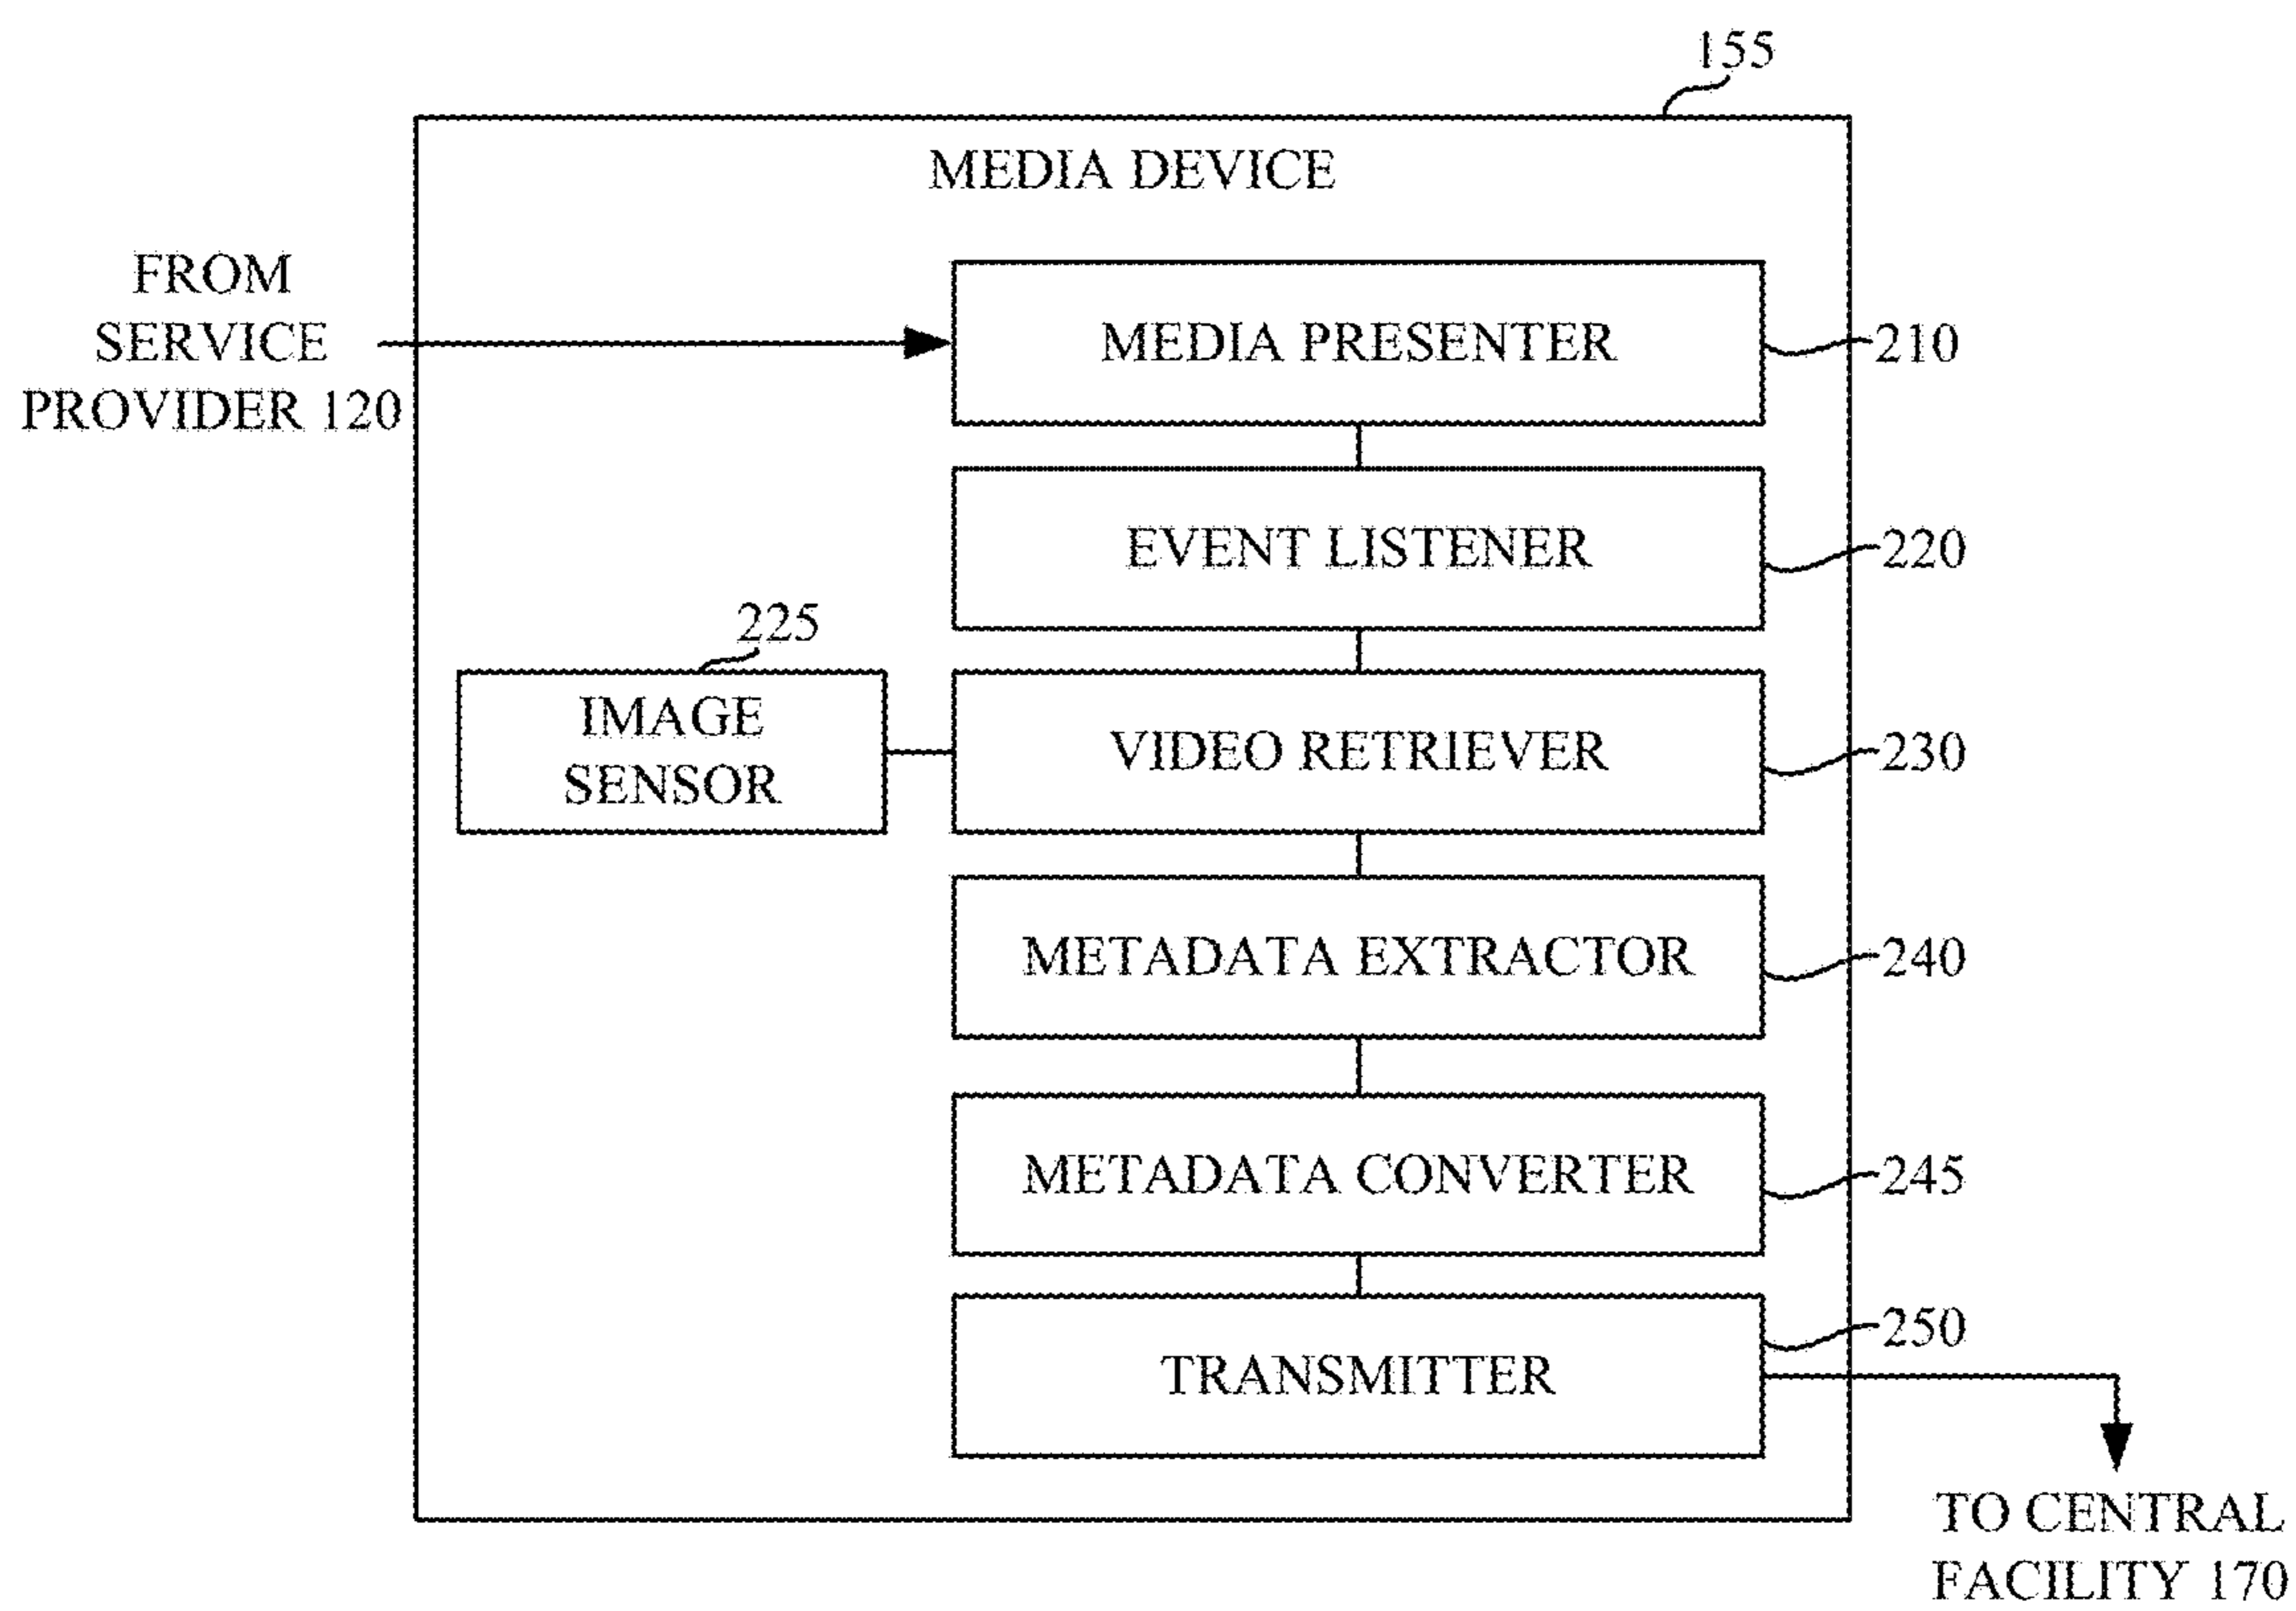 155
MEDIA DEVICE
FROM
SERVICE
PROVIDER 120
MEDIA PRESENTER
210
EVENT LISTENER
220
225
IMAGE
SENSOR
VIDEO RETRIEVER
230
METADATA EXTRACTOR
240
METADATA CONVERTER
245
TRANSMITTER
250
TO CENTRAL
FACILITY 170